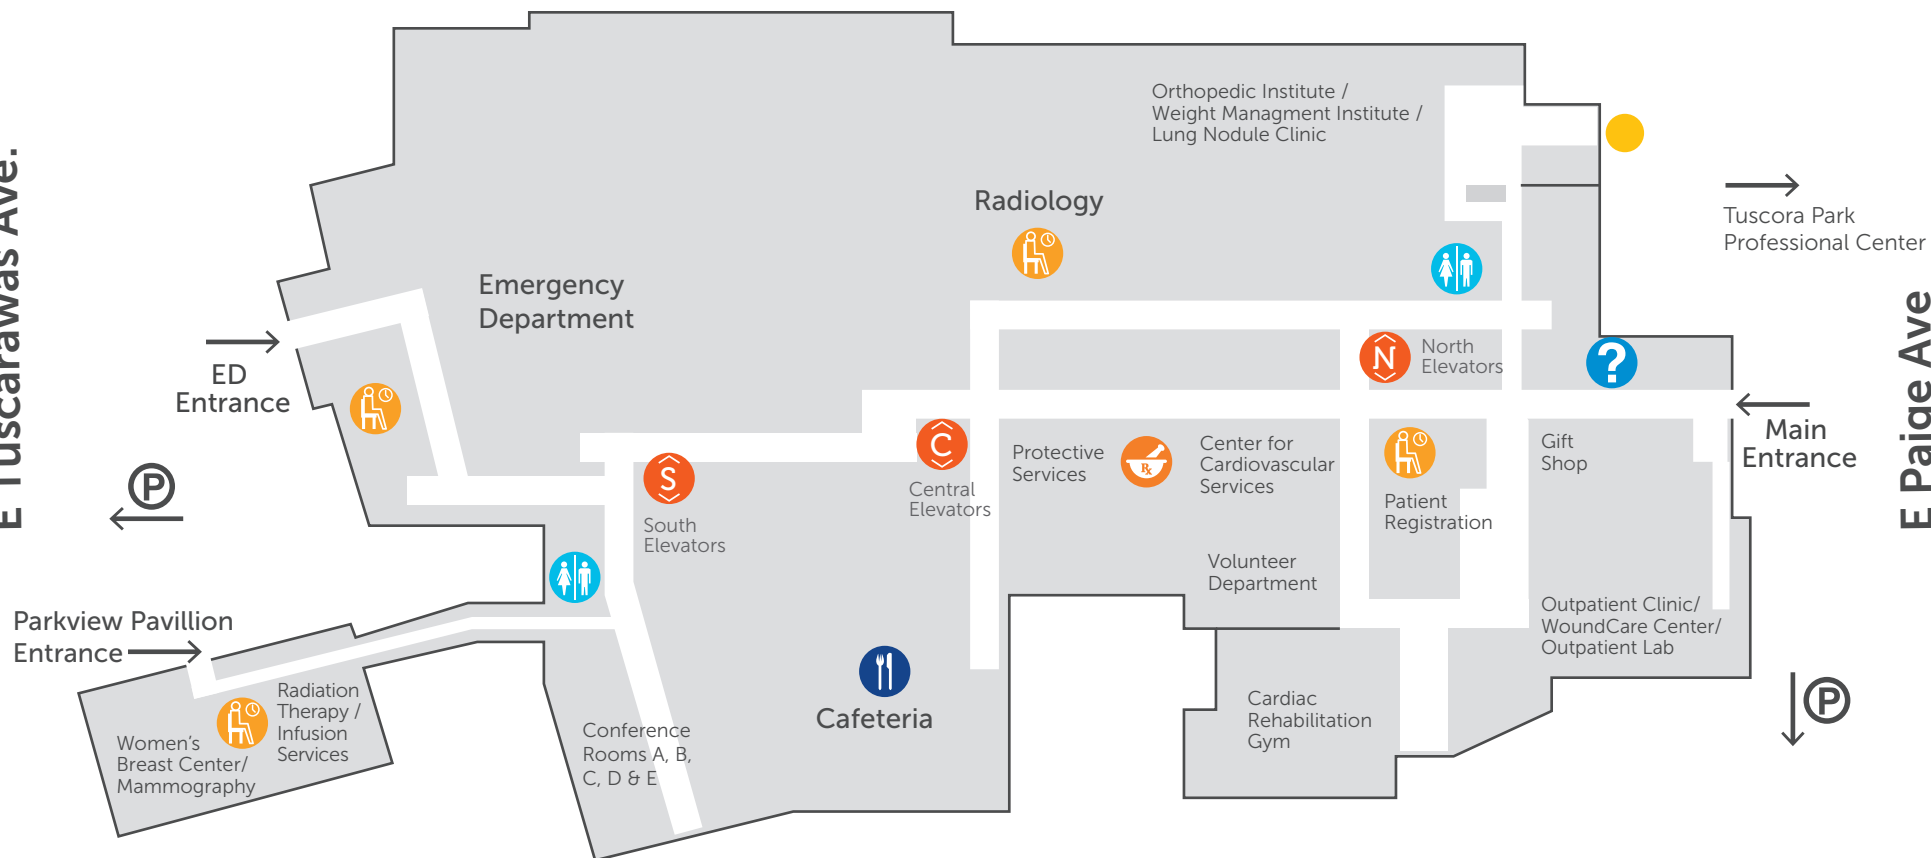 E Tuscarawas Ave.
Orthopedic Institute /
Weight Managment Institute /
Lung Nodule Clinic
Radiology
Tuscora Park
Professional Center
Emergency
Department
ED
Entrance
N
North
Elevators
?
E Paige Ave
Main
Entrance
P
S
South
Elevators
C
Central
Elevators
Protective
Services
Rx
Center for
Cardiovascular
Services
Patient
Registration
Gift
Shop
Volunteer
Department
Outpatient Clinic/
WoundCare Center/
Outpatient Lab
Parkview Pavillion
Entrance
Radiation
Therapy /
Infusion
Services
Women's
Breast Center/
Mammography
Conference
Rooms A, B,
C, D & E
Cafeteria
Cardiac
Rehabilitation
Gym
P